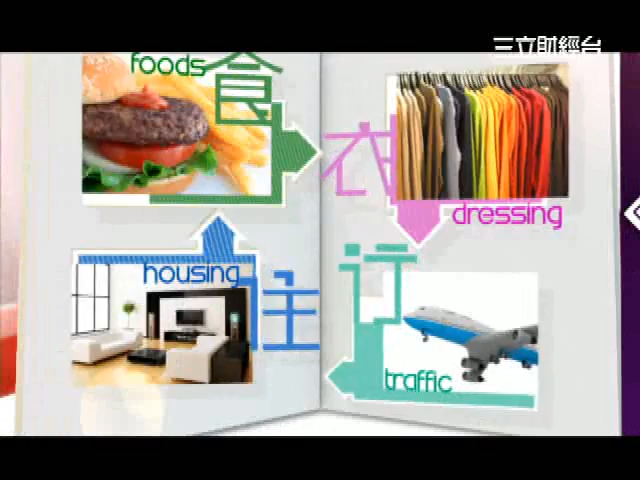 三立財經台
foods
食
衣
dressing
housing
住
行
traffic